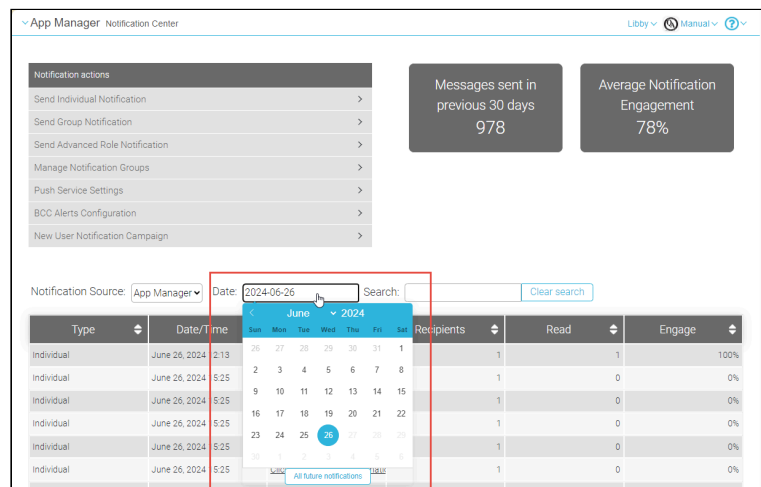 App Manager Notification Center
Libby Manual ?
Notification actions
Send Individual Notification
Send Group Notification
Send Advanced Role Notification
Manage Notification Groups
Push Service Settings
BCC Alerts Configuration
New User Notification Campaign
Messages sent in
previous 30 days
978
Average Notification
Engagement
78%
Notification Source: App Manager Date: 2024-06-26 Search: Clear search
Type Date/Time Recipients Read Engage
June 2024
Sun Mon Tue Wed Thu Fri Sat
26 27 28 29 30 31 1
2 3 4 5 6 7 8
9 10 11 12 13 14 15
16 17 18 19 20 21 22
23 24 25 26 27 28 29
30 1 2 3 4 5 6
All future notifications
Individual June 26, 2024 2:13 1 1 100%
Individual June 26, 2024 5:25 1 0 0%
Individual June 26, 2024 5:25 1 0 0%
Individual June 26, 2024 5:25 1 0 0%
Individual June 26, 2024 5:25 1 0 0%
Individual June 26, 2024 5:25 1 0 0%